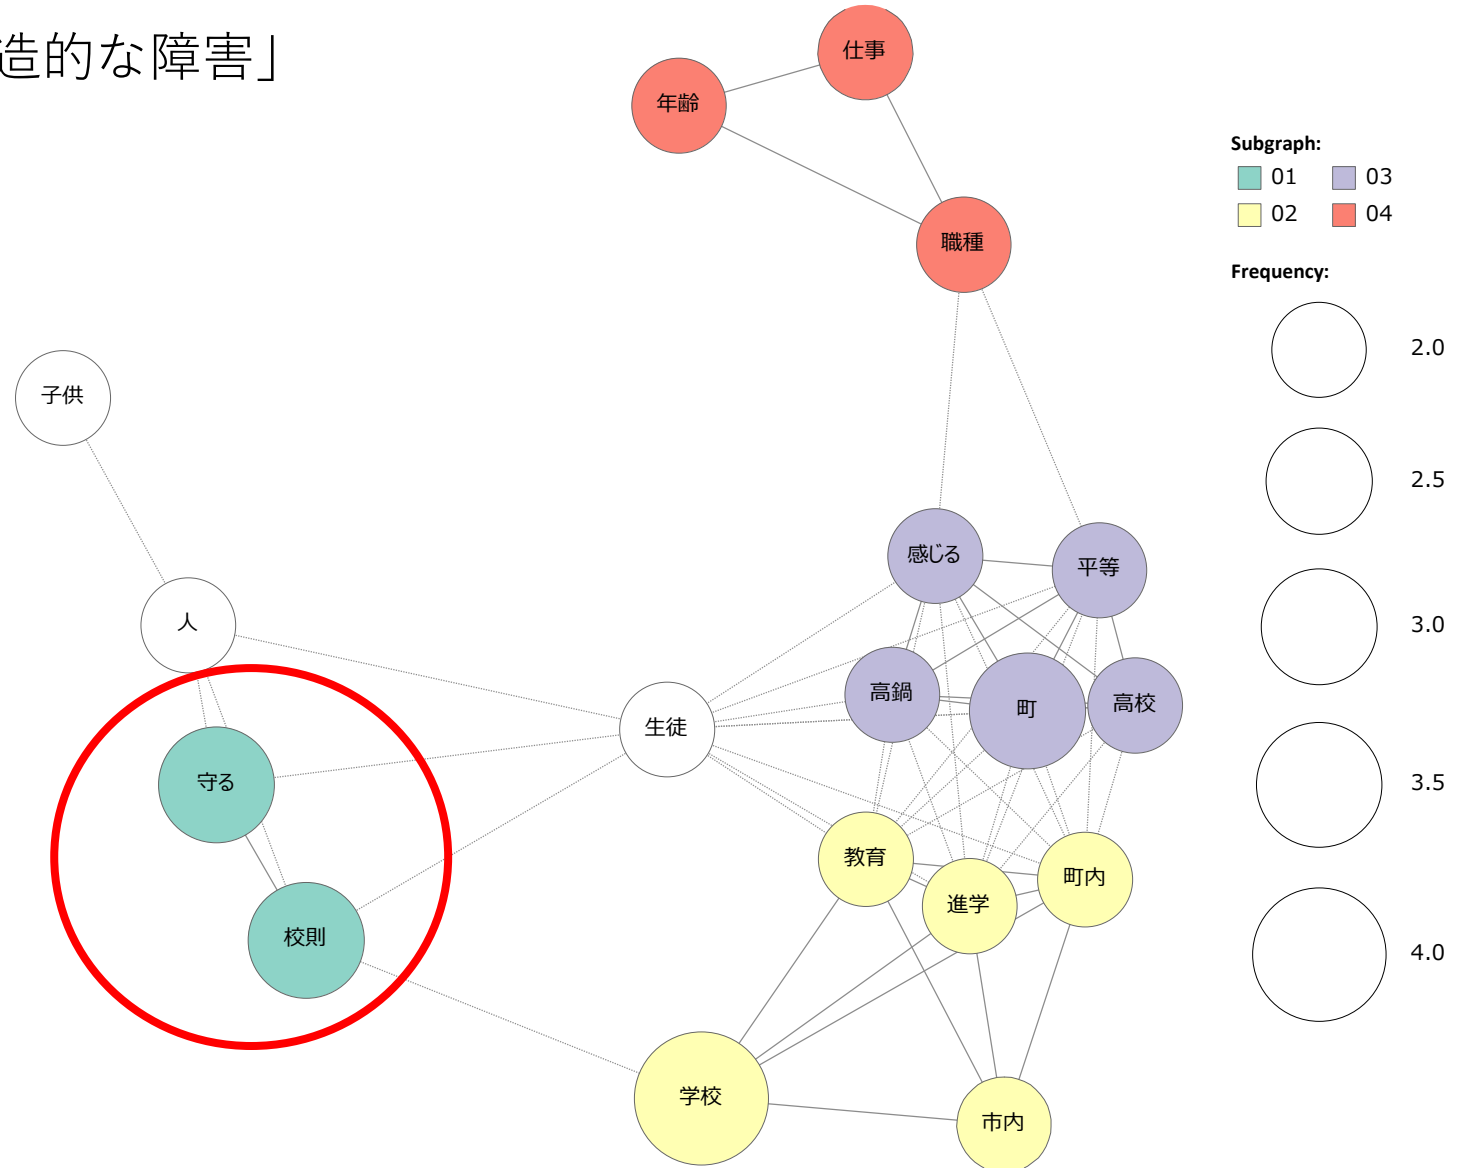 造的な障害」
仕事
年齢
職種
子供
人
感じる
平等
高鍋
町
高校
生徒
守る
校則
教育
進学
町内
学校
市内
Subgraph:
01 03
02 04
Frequency:
2.0
2.5
3.0
3.5
4.0